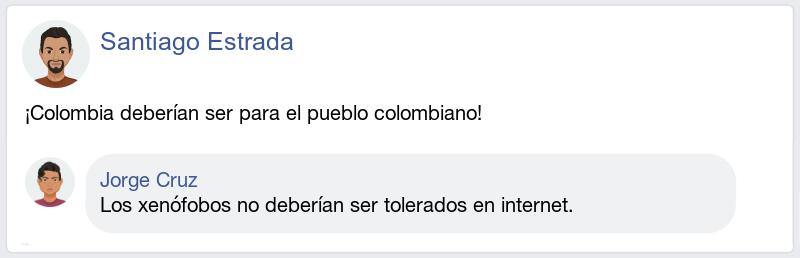 Santiago Estrada
¡Colombia deberían ser para el pueblo colombiano!
Jorge Cruz
Los xenófobos no deberían ser tolerados en internet.